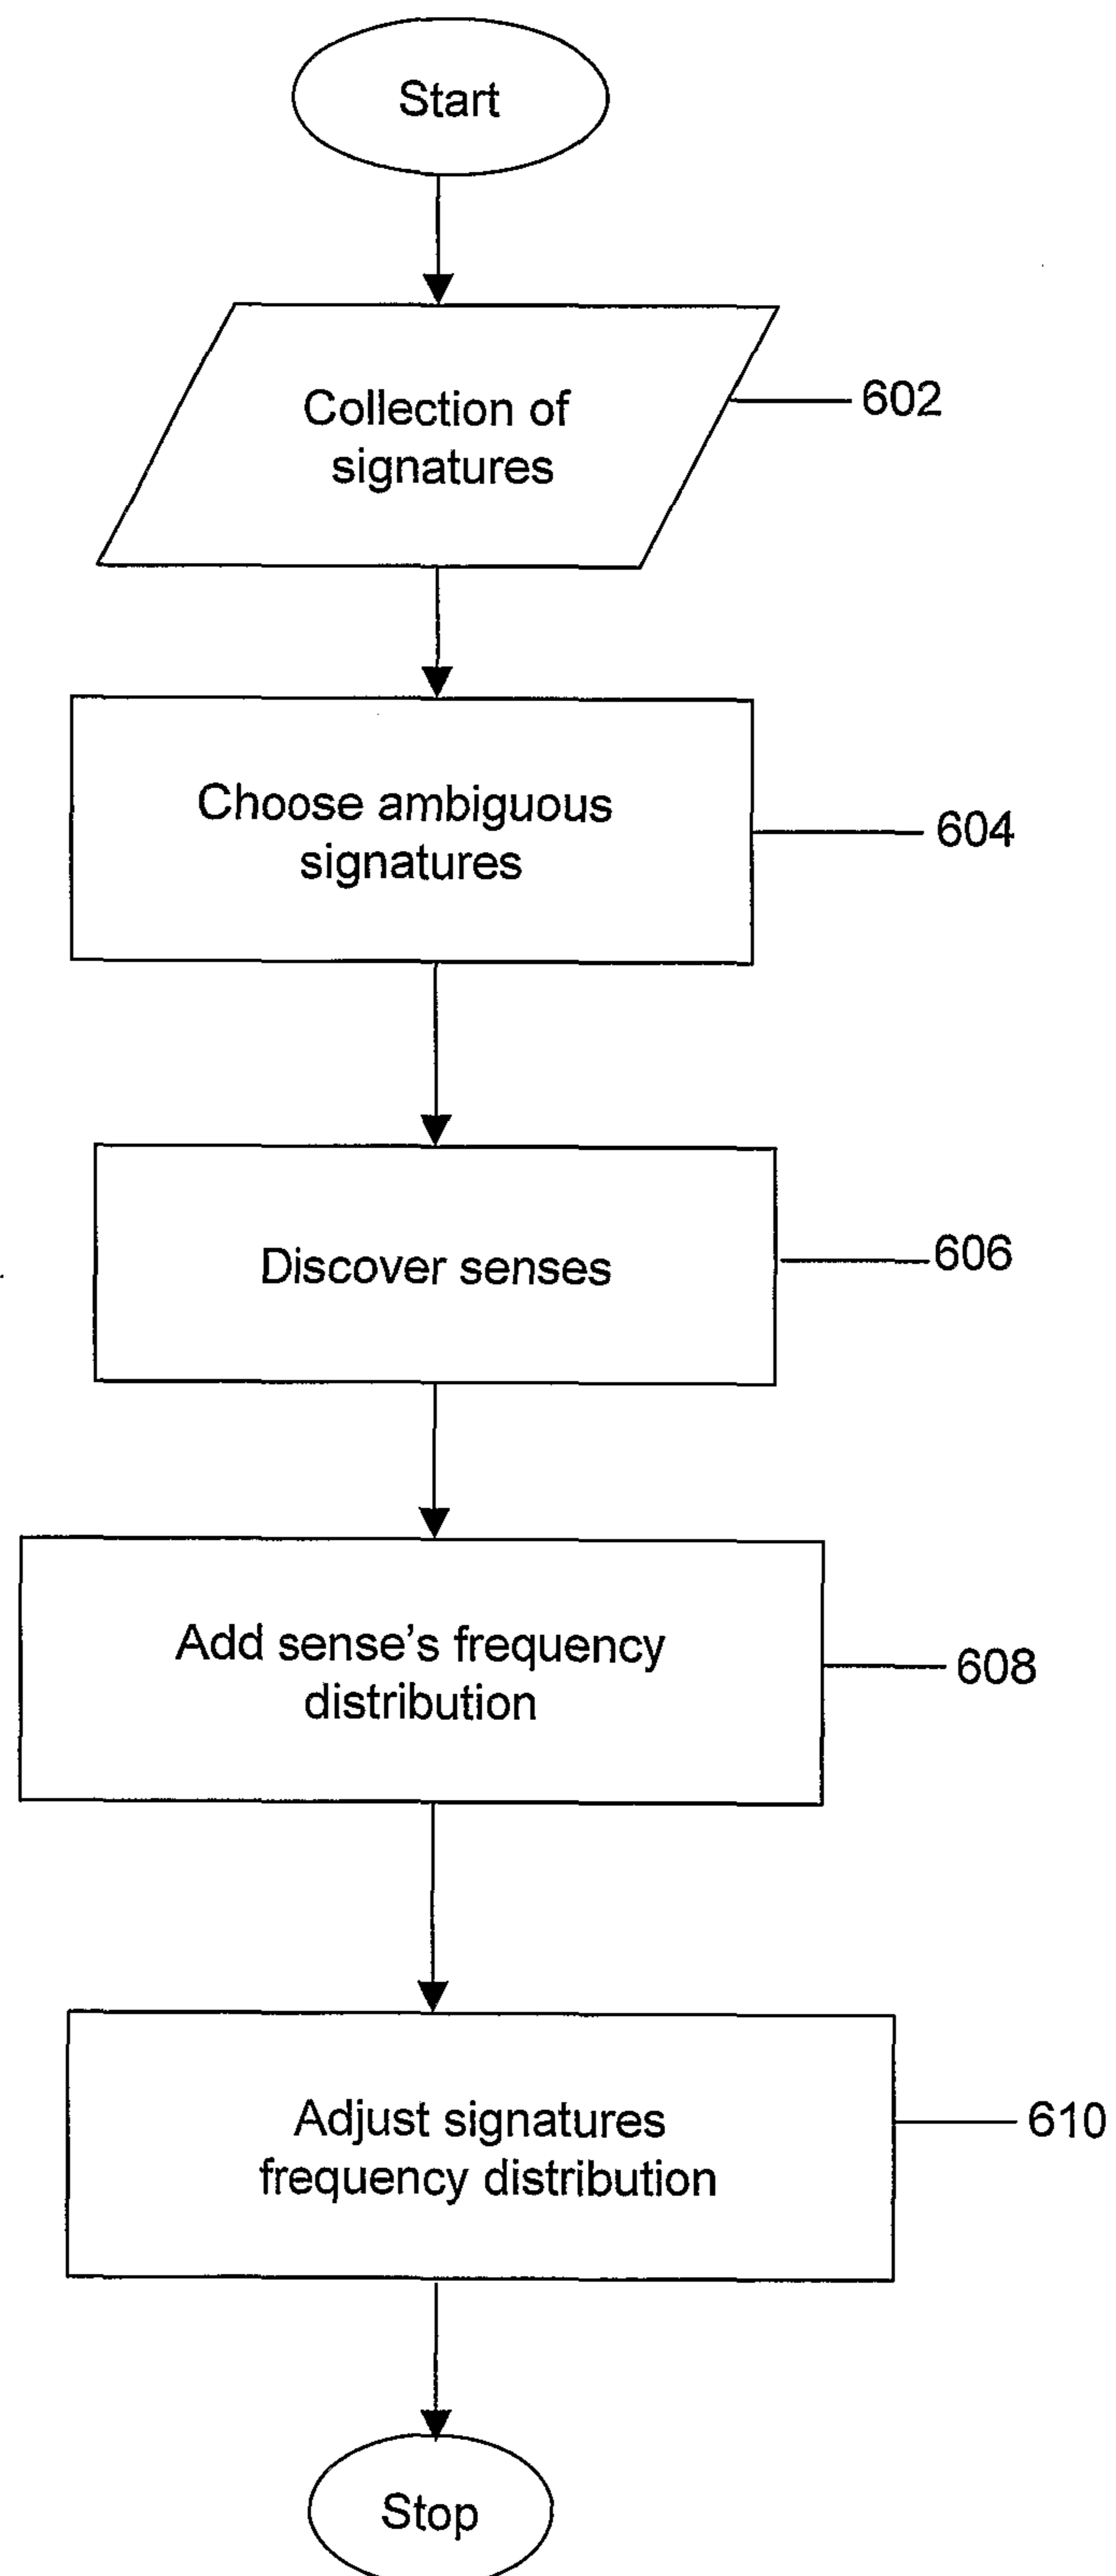 Start
Collection of
signatures
602
Choose ambiguous
signatures
604
Discover senses
606
Add sense’s frequency
distribution
608
Adjust signatures
frequency distribution
610
Stop